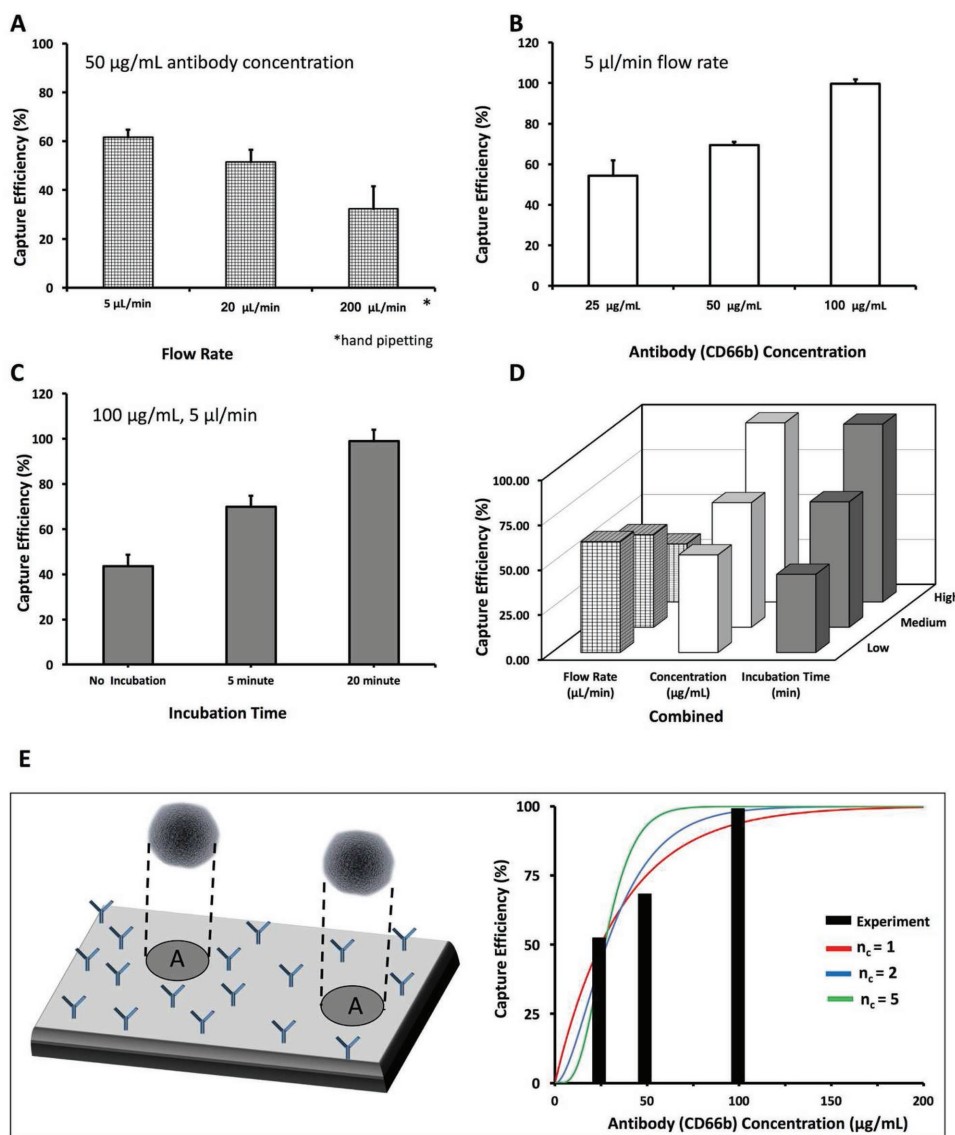 A
100
80
60
40
20
0
Capture Efficiency (%)
50 µg/mL antibody concentration
5 µL/min
20 µL/min
200 µL/min *
*hand pipetting
Flow Rate
B
120
100
80
60
40
20
0
Capture Efficiency (%)
5 µl/min flow rate
25 µg/mL
50 µg/mL
100 µg/mL
Antibody (CD66b) Concentration
C
120
100
80
60
40
20
0
Capture Efficiency (%)
100 µg/mL, 5 µl/min
No Incubation
5 minute
20 minute
Incubation Time
D
100.00
75.00
50.00
25.00
0.00
Capture Efficiency (%)
High
Medium
Low
Flow Rate
(µL/min)
Concentration
(µg/mL)
Incubation Time
(min)
Combined
E
A
A
100
75
50
25
0
Capture Efficiency (%)
Experiment
nc = 1
nc = 2
nc = 5
0
50
100
150
200
Antibody (CD66b) Concentration (µg/mL)